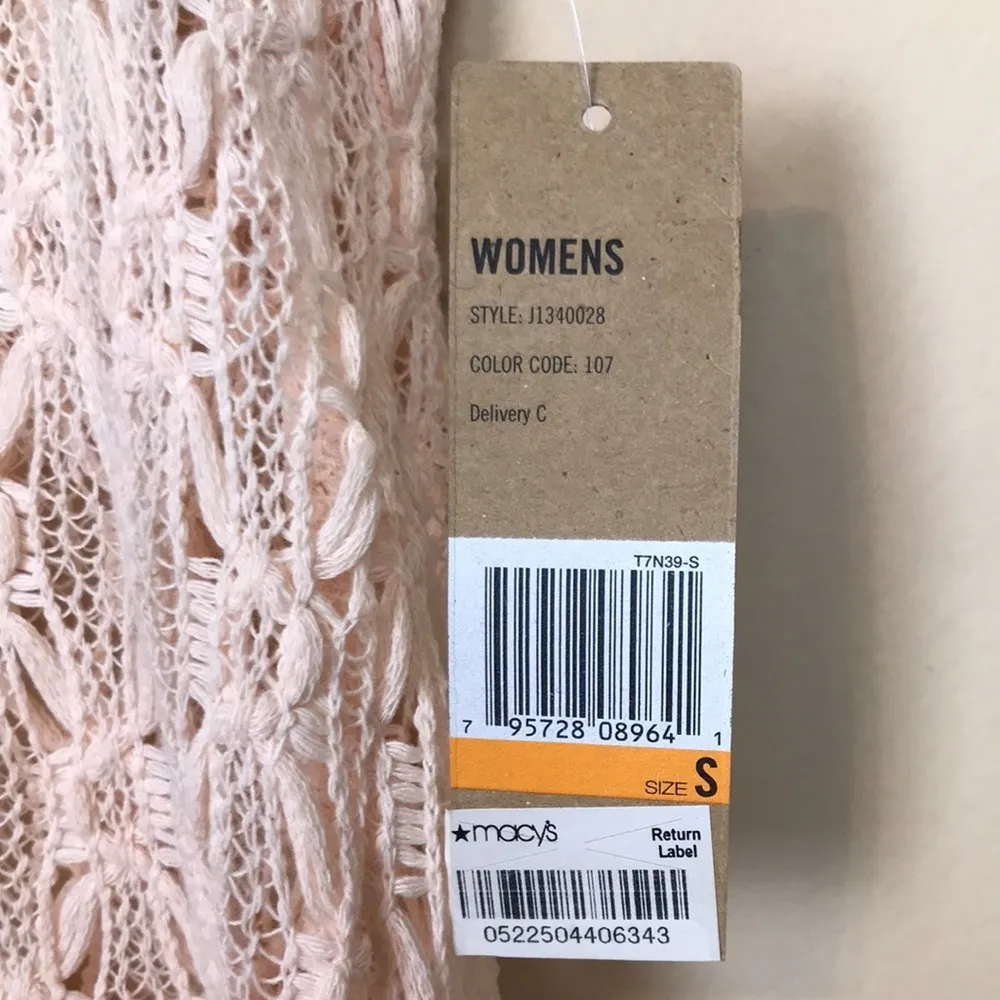 WOMENS
STYLE: J1340028
COLOR CODE: 107
Delivery C
T7N39-S
7 95728 08964 1
SIZE S
★macy's Return
Label
0522504406343